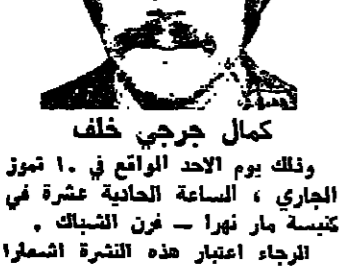 كمال جرجي خلف
وذلك يوم الاحد الواقع في ١٠ تموز
الجاري ، الساعة الحادية عشرة في
كنيسة مار نهرا — فرن الشباك .
الرجاء اعتبار هذه النشرة اشعارا